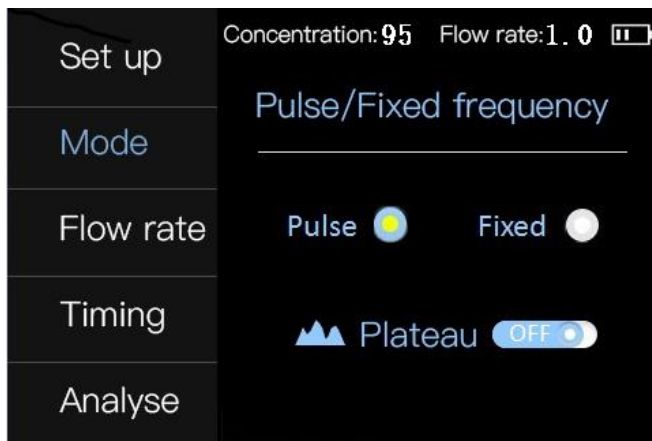 Set up
Mode
Flow rate
Timing
Analyse
Concentration:95 Flow rate:1.0
Pulse/Fixed frequency
Pulse Fixed
Plateau OFF